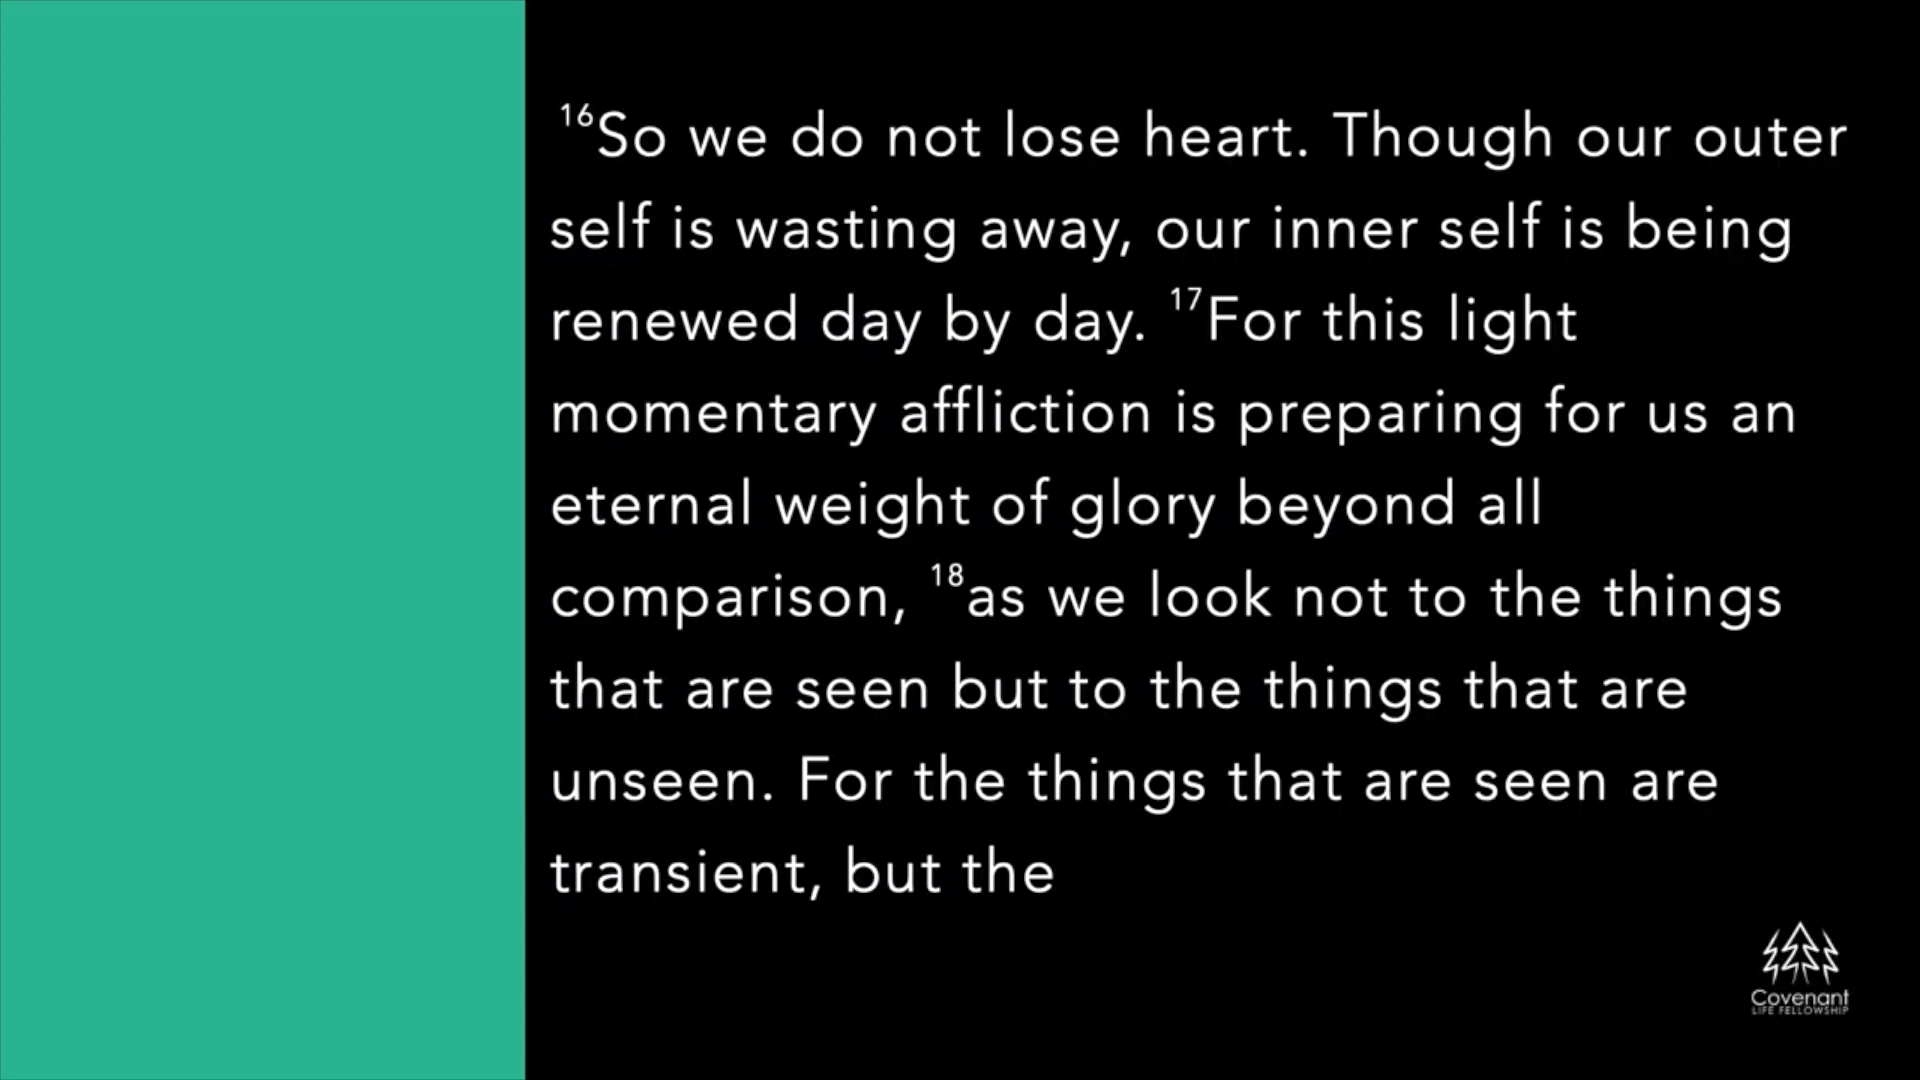 16So we do not lose heart. Though our outer
self is wasting away, our inner self is being
renewed day by day. 17For this light
momentary affliction is preparing for us an
eternal weight of glory beyond all
comparison, 18as we look not to the things
that are seen but to the things that are
unseen. For the things that are seen are
transient, but the
Covenant
LIFE FELLOWSHIP